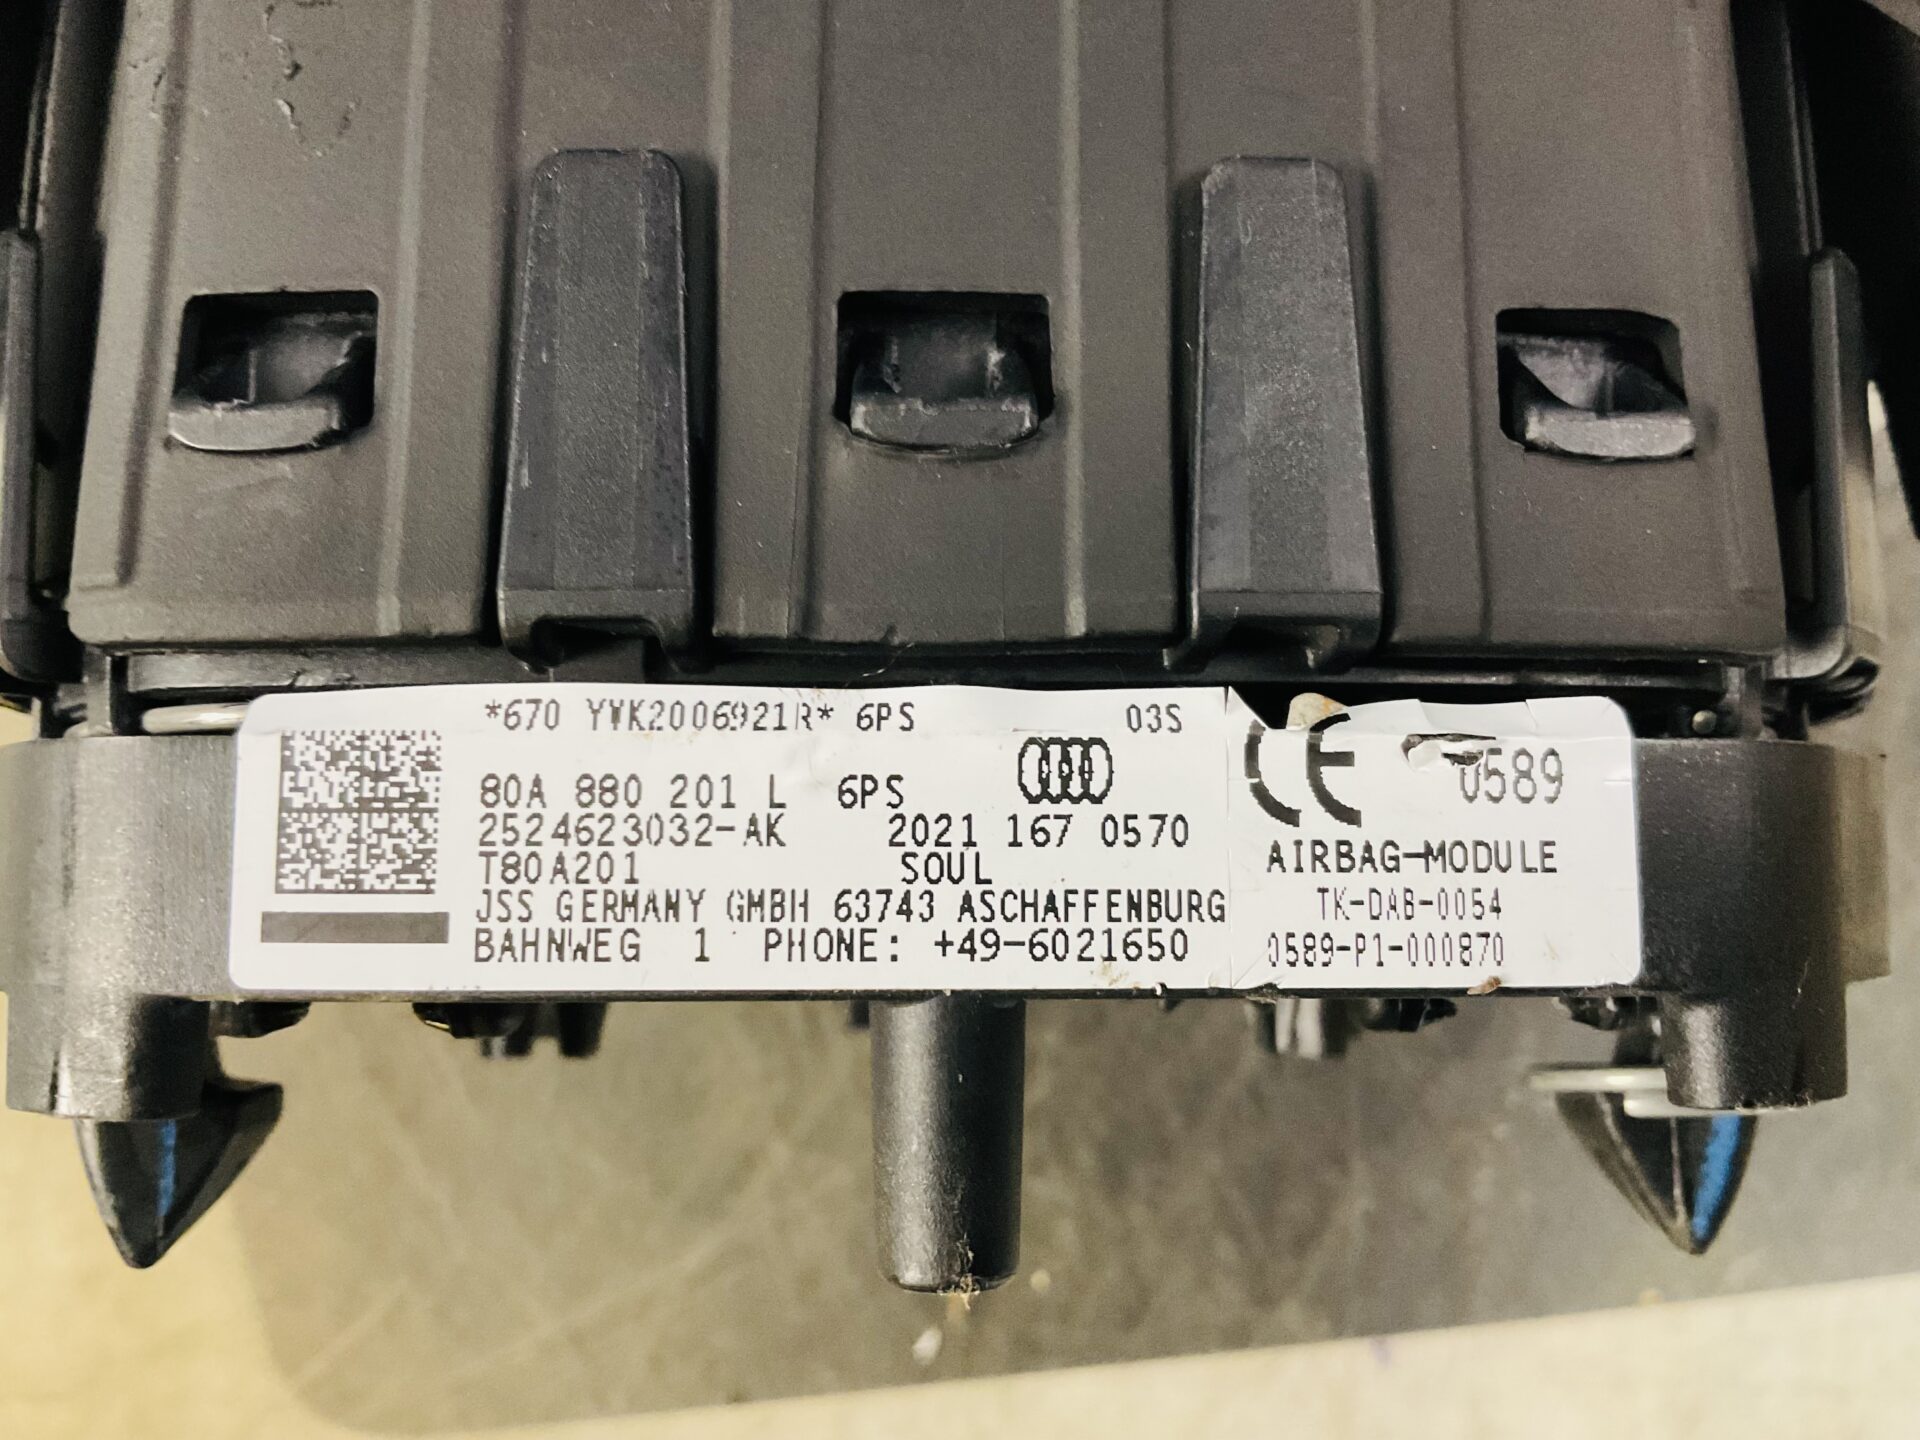 *670 YYK2006921R* 6PS 03S
80A 880 201 L 6PS
2524623032-AK 2021 167 0570
T80A201 SOUL
JSS GERMANY GMBH 63743 ASCHAFFENBURG
BAHNWEG 1 PHONE: +49-6021650
CE 0589
AIRBAG-MODULE
TK-DAB-0054
0589-P1-000870